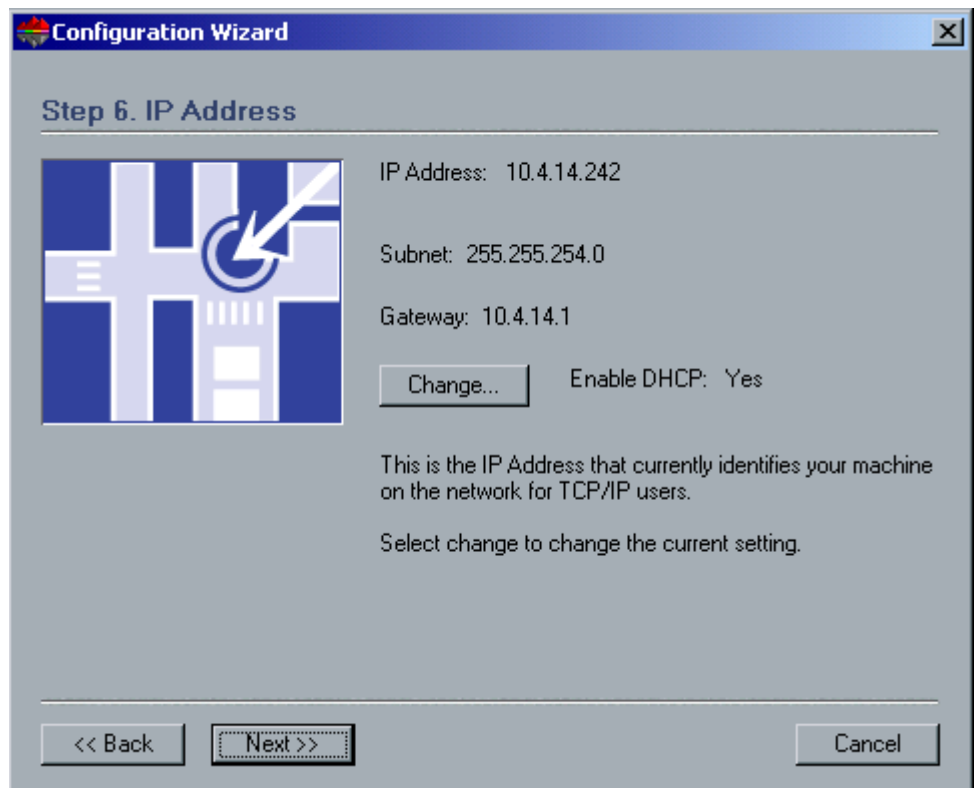 Configuration Wizard
Step 6. IP Address
IP Address: 10.4.14.242
Subnet: 255.255.254.0
Gateway: 10.4.14.1
Change... Enable DHCP: Yes
This is the IP Address that currently identifies your machine
on the network for TCP/IP users.
Select change to change the current setting.
<< Back Next >> Cancel